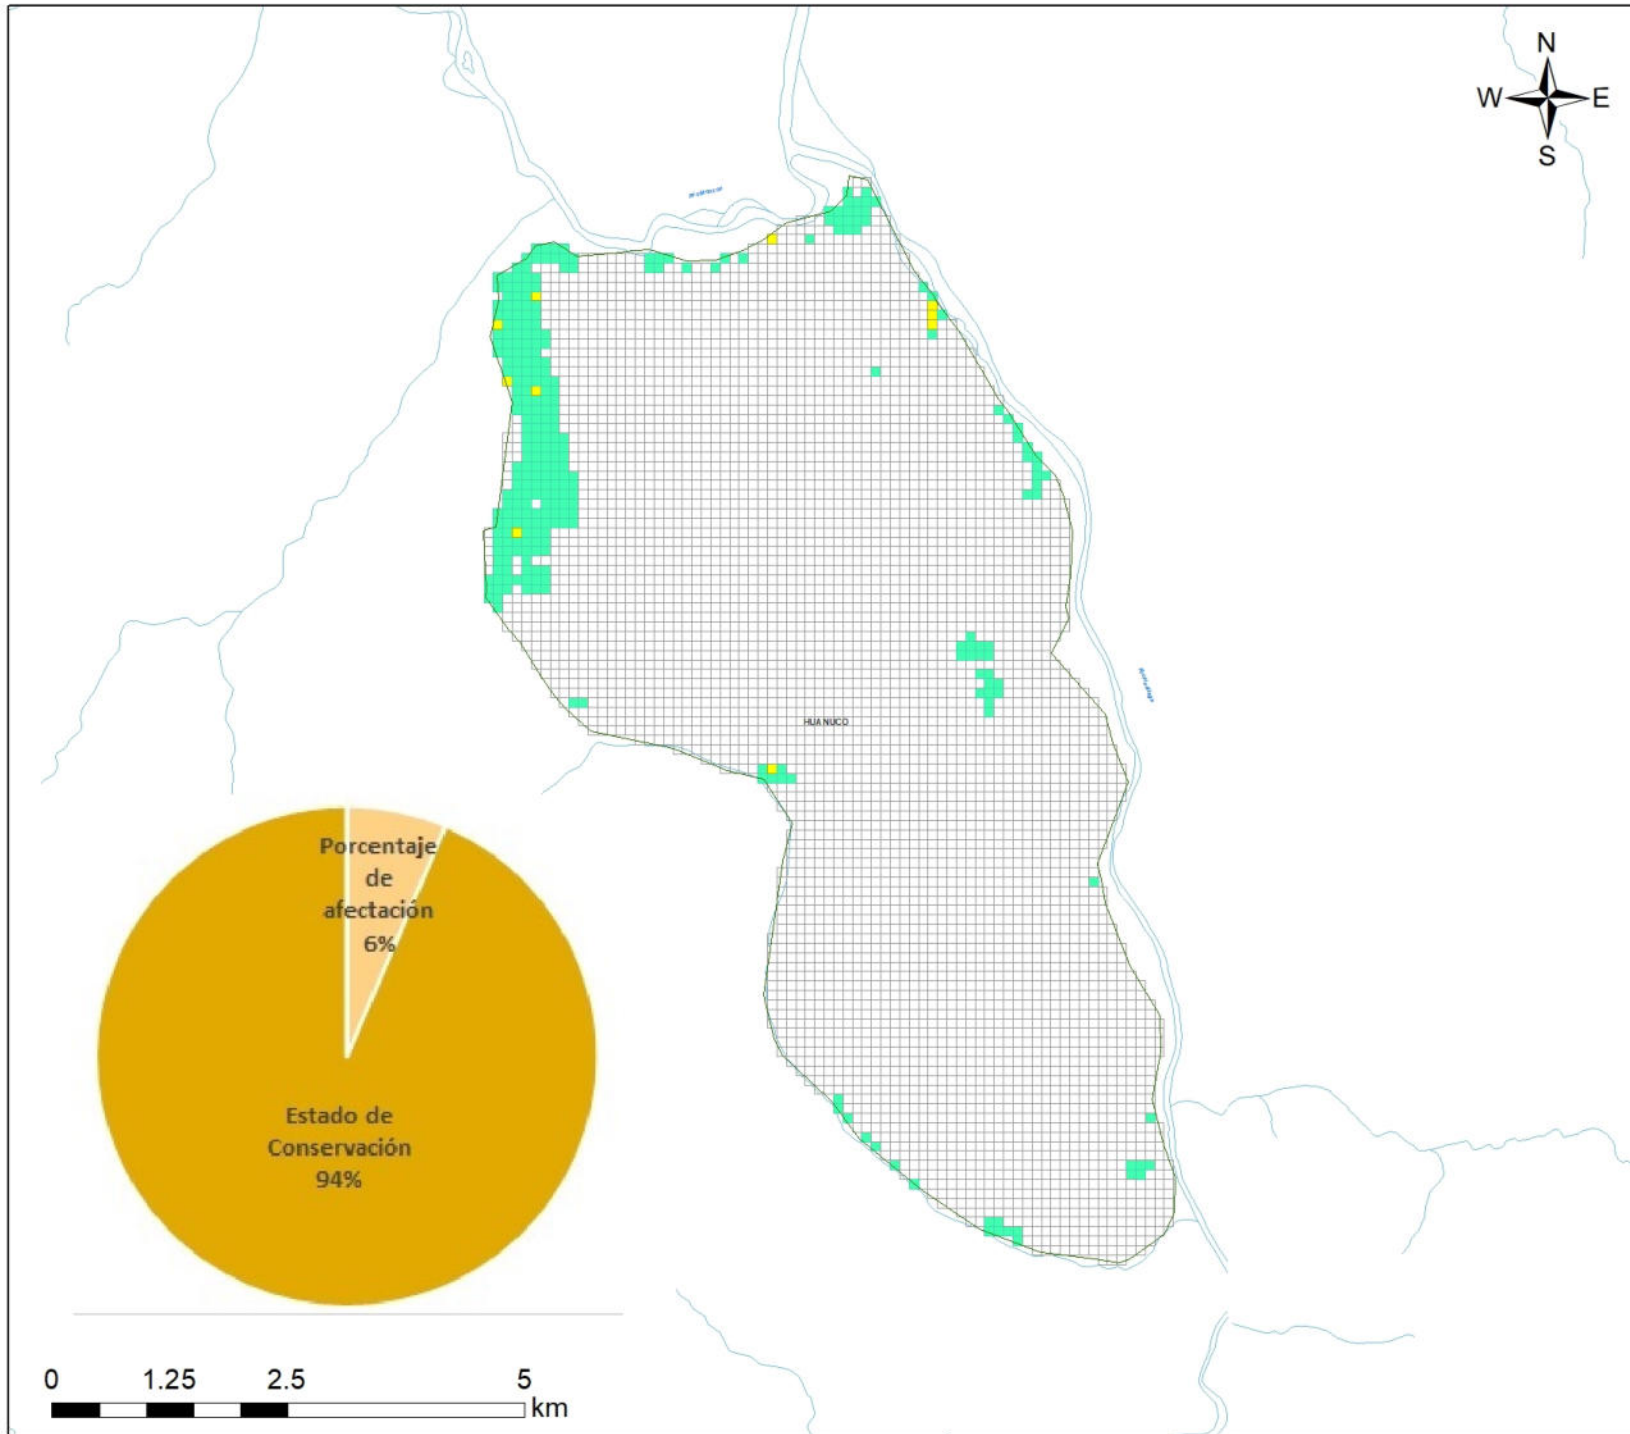 N
W E
S
HUANUCO
Porcentaje
de
afectación
6%
Estado de
Conservación
94%
0 1.25 2.5 5
km